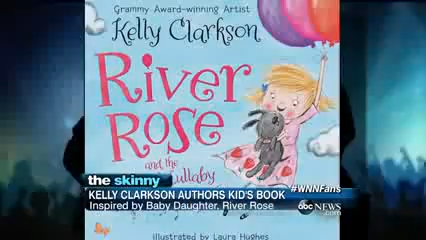 Grammy Award-winning Artist
Kelly Clarkson
River
Rose
and the
Lullaby
the skinny
#WNNFans
KELLY CLARKSON AUTHORS KID'S BOOK
Inspired by Baby Daughter, River Rose
abc NEWS.com
Illustrated by Laura Hughes